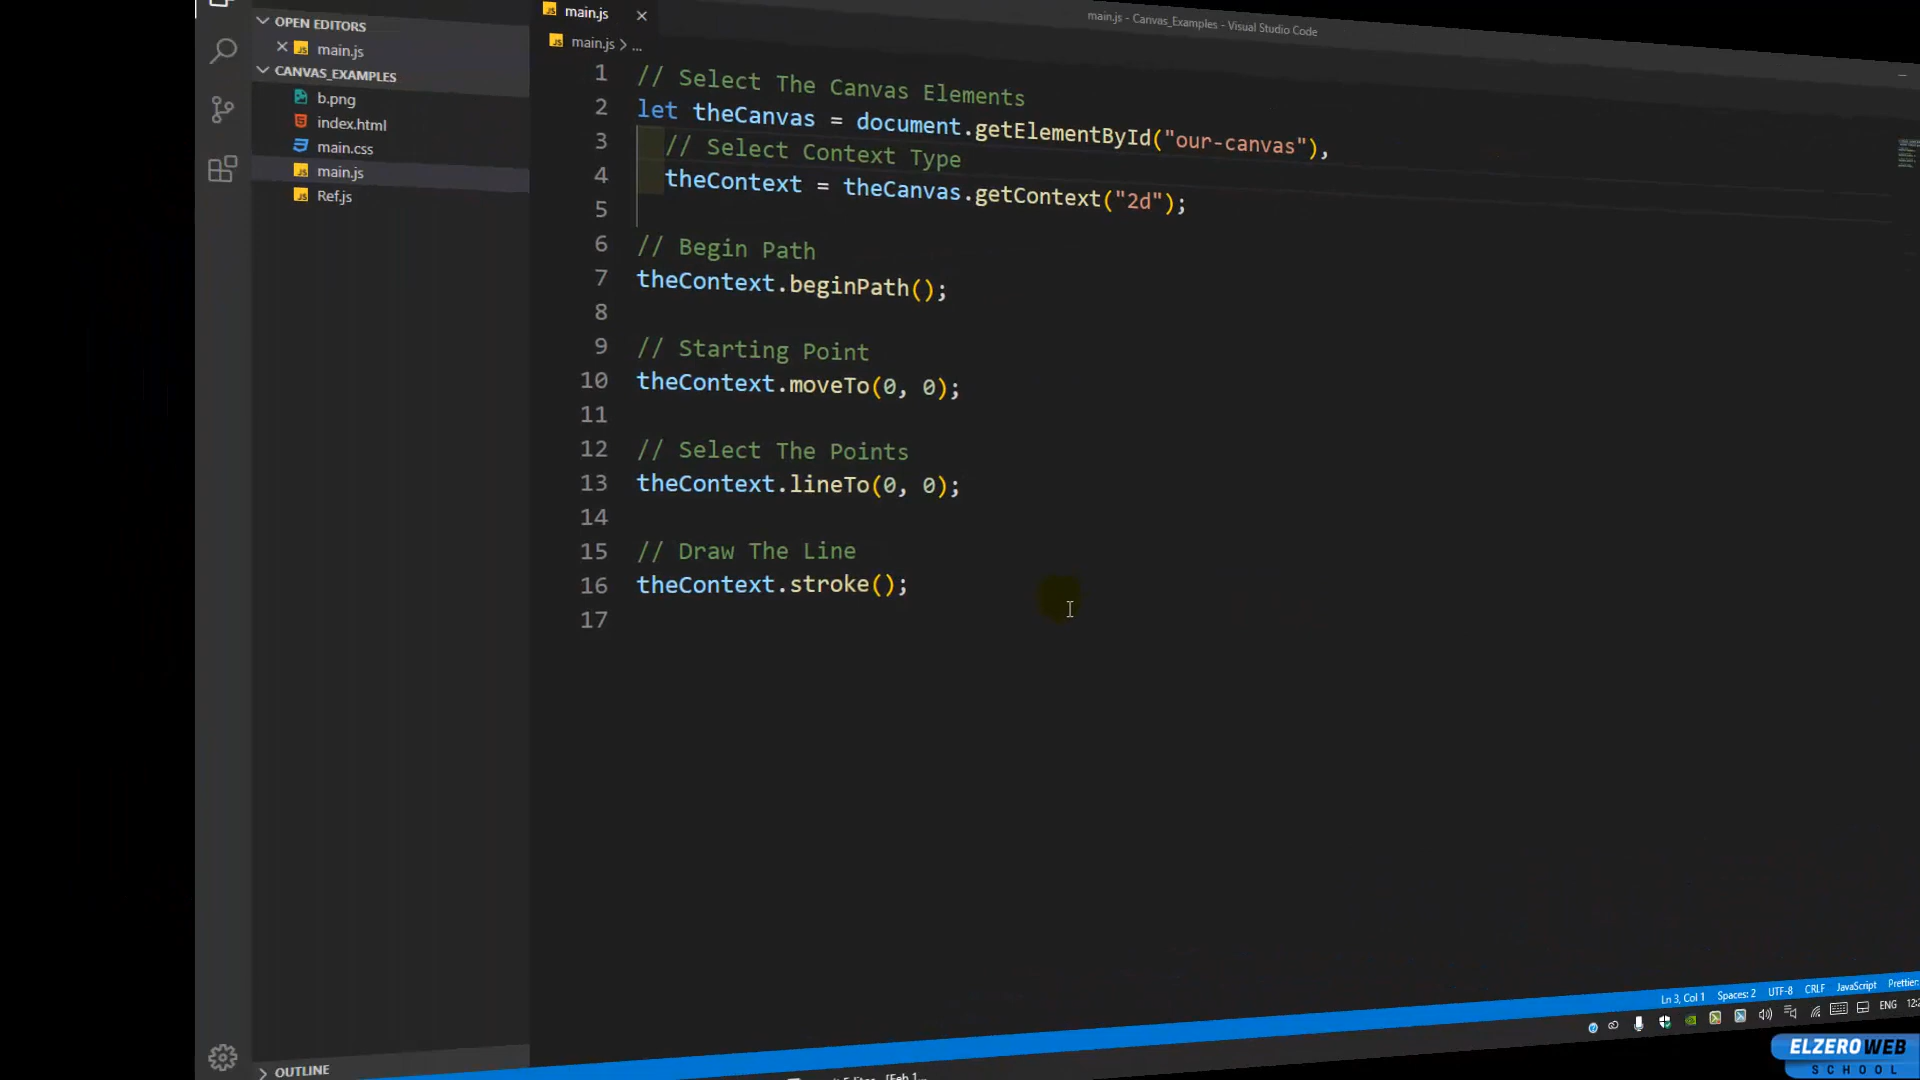 main.js - Canvas_Examples - Visual Studio Code
OPEN EDITORS
main.js
CANVAS_EXAMPLES
b.png
index.html
main.css
main.js
Ref.js
OUTLINE
main.js
main.js > ...
1 // Select The Canvas Elements
2 let theCanvas = document.getElementById("our-canvas"),
3 // Select Context Type
4 theContext = theCanvas.getContext("2d");
5
6 // Begin Path
7 theContext.beginPath();
8
9 // Starting Point
10 theContext.moveTo(0, 0);
11
12 // Select The Points
13 theContext.lineTo(0, 0);
14
15 // Draw The Line
16 theContext.stroke();
17
Ln 3, Col 1 Spaces: 2 UTF-8 CRLF JavaScript Prettier
ENG
ELZEROWEB
SCHOOL